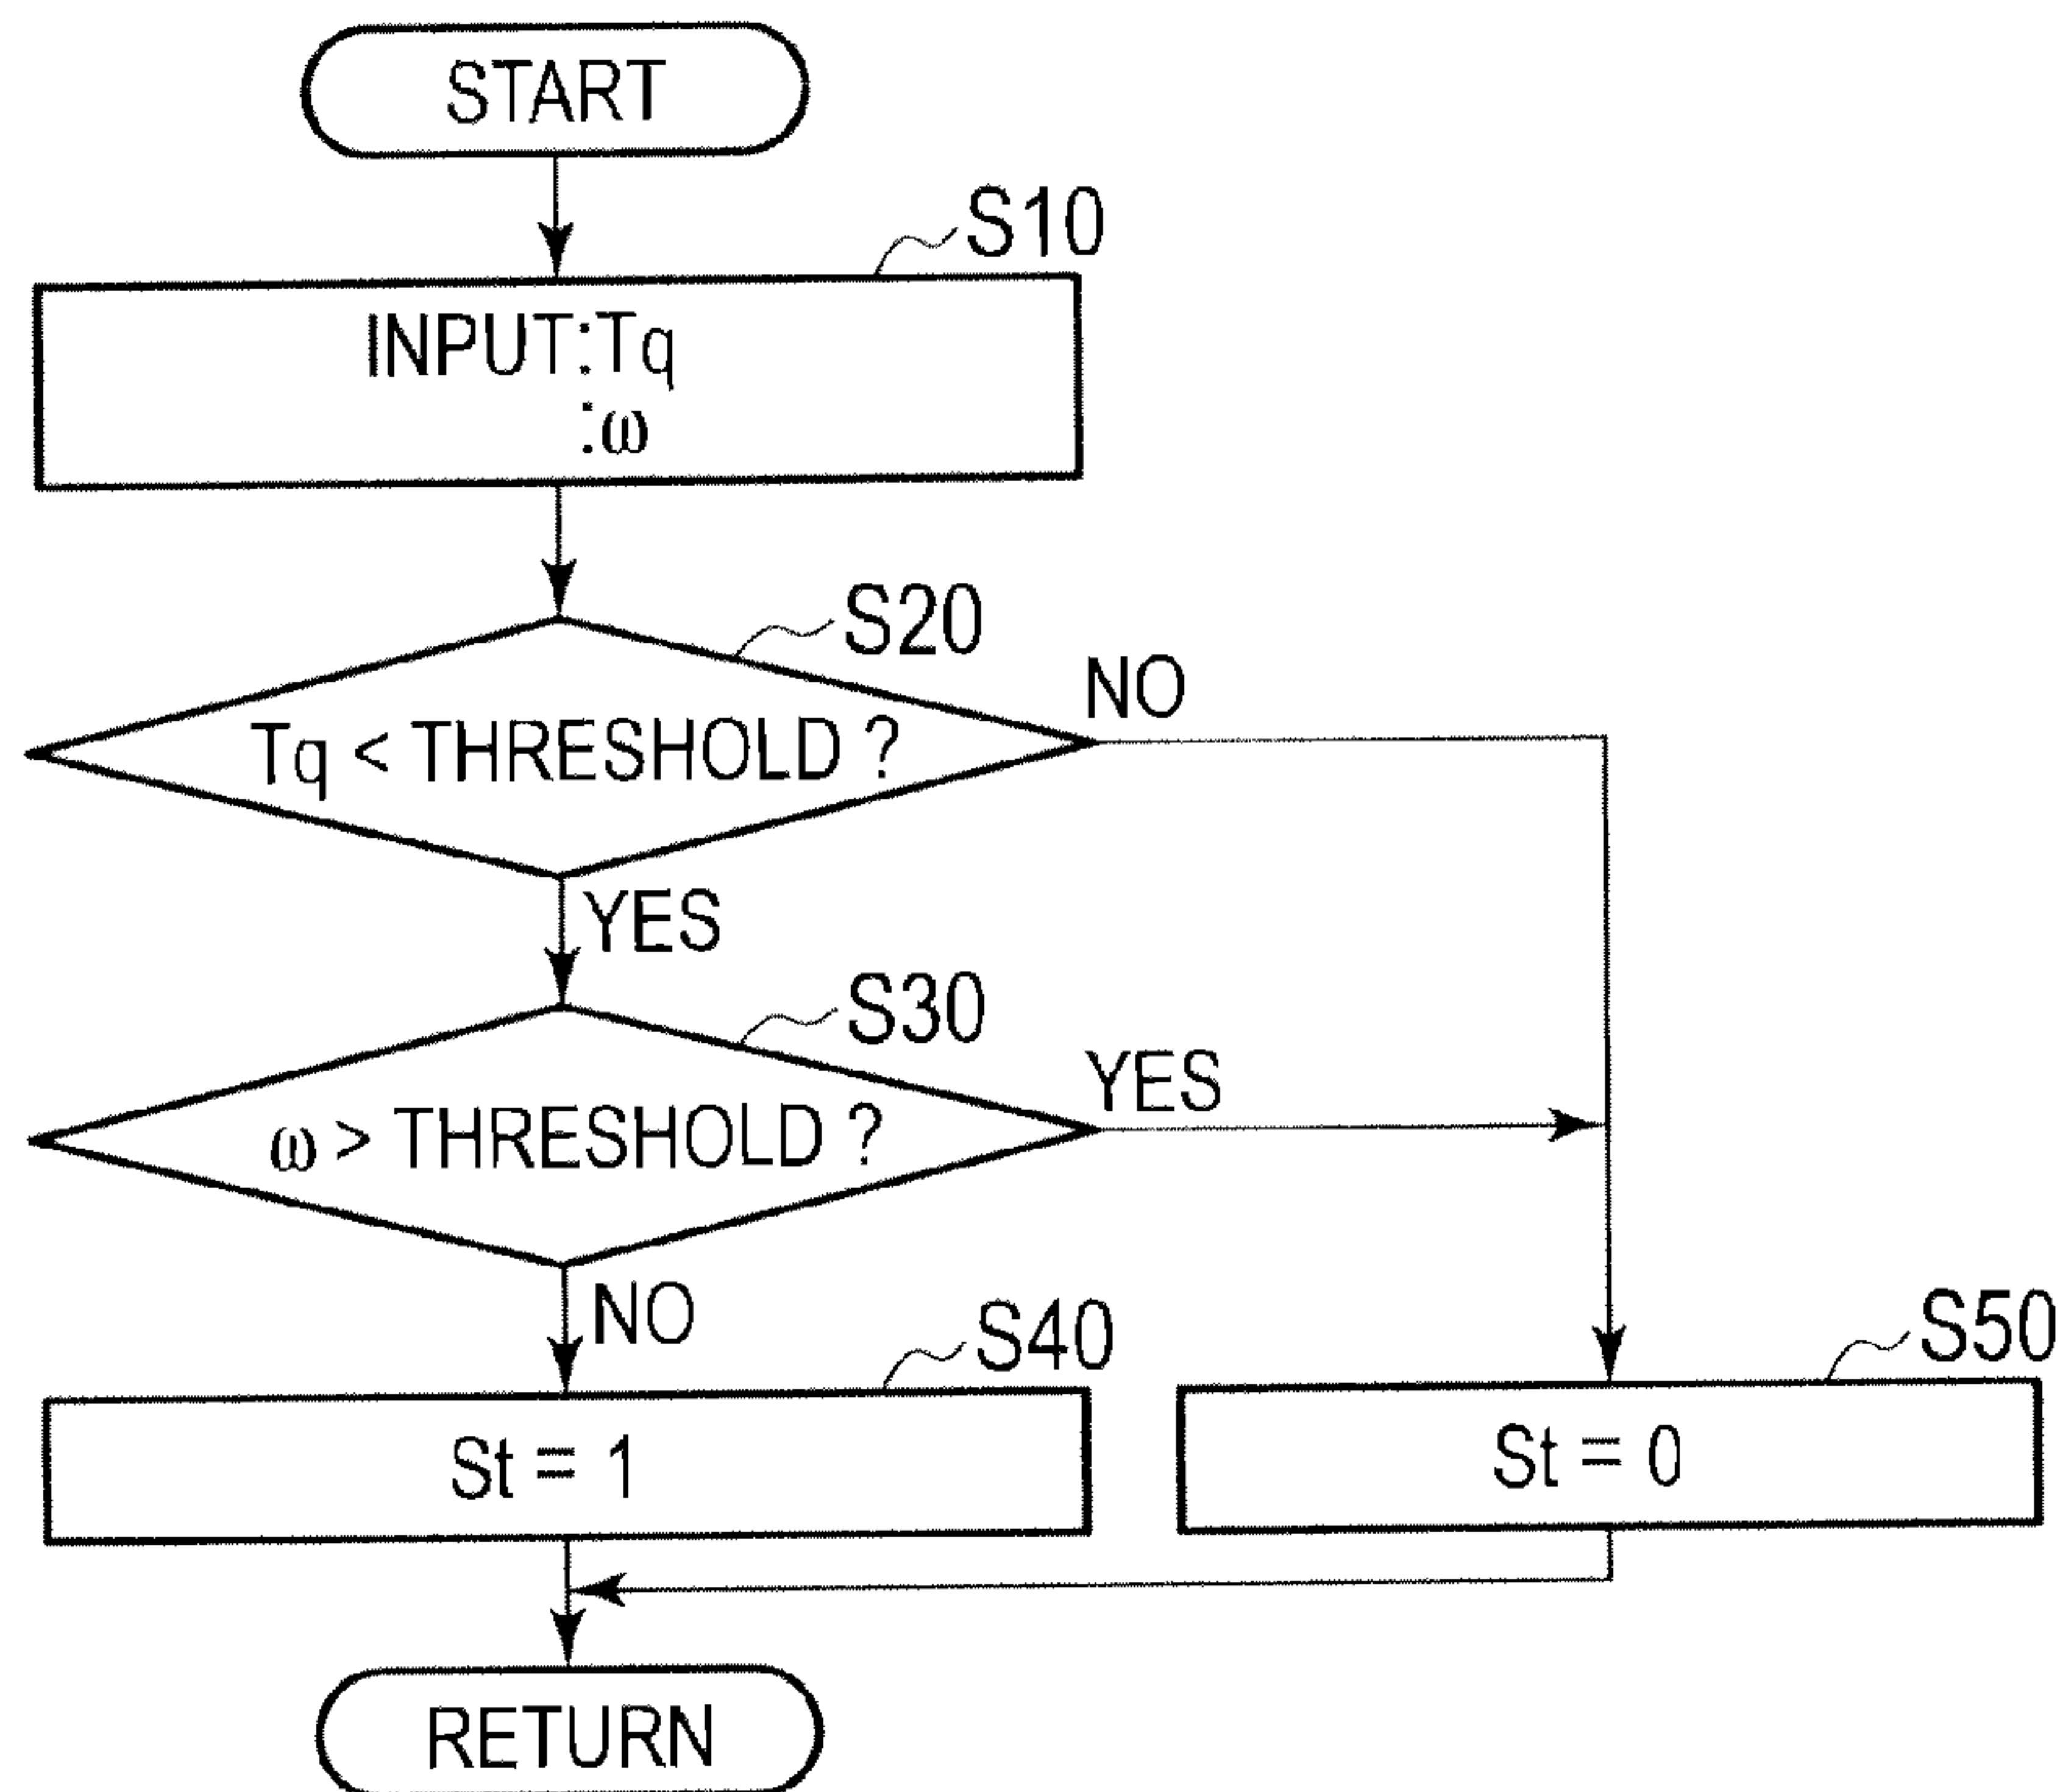 START
S10
INPUT:Tq
:ω
S20
Tq < THRESHOLD ?
NO
YES
S30
ω > THRESHOLD ?
YES
NO
S40
S50
St = 1
St = 0
RETURN